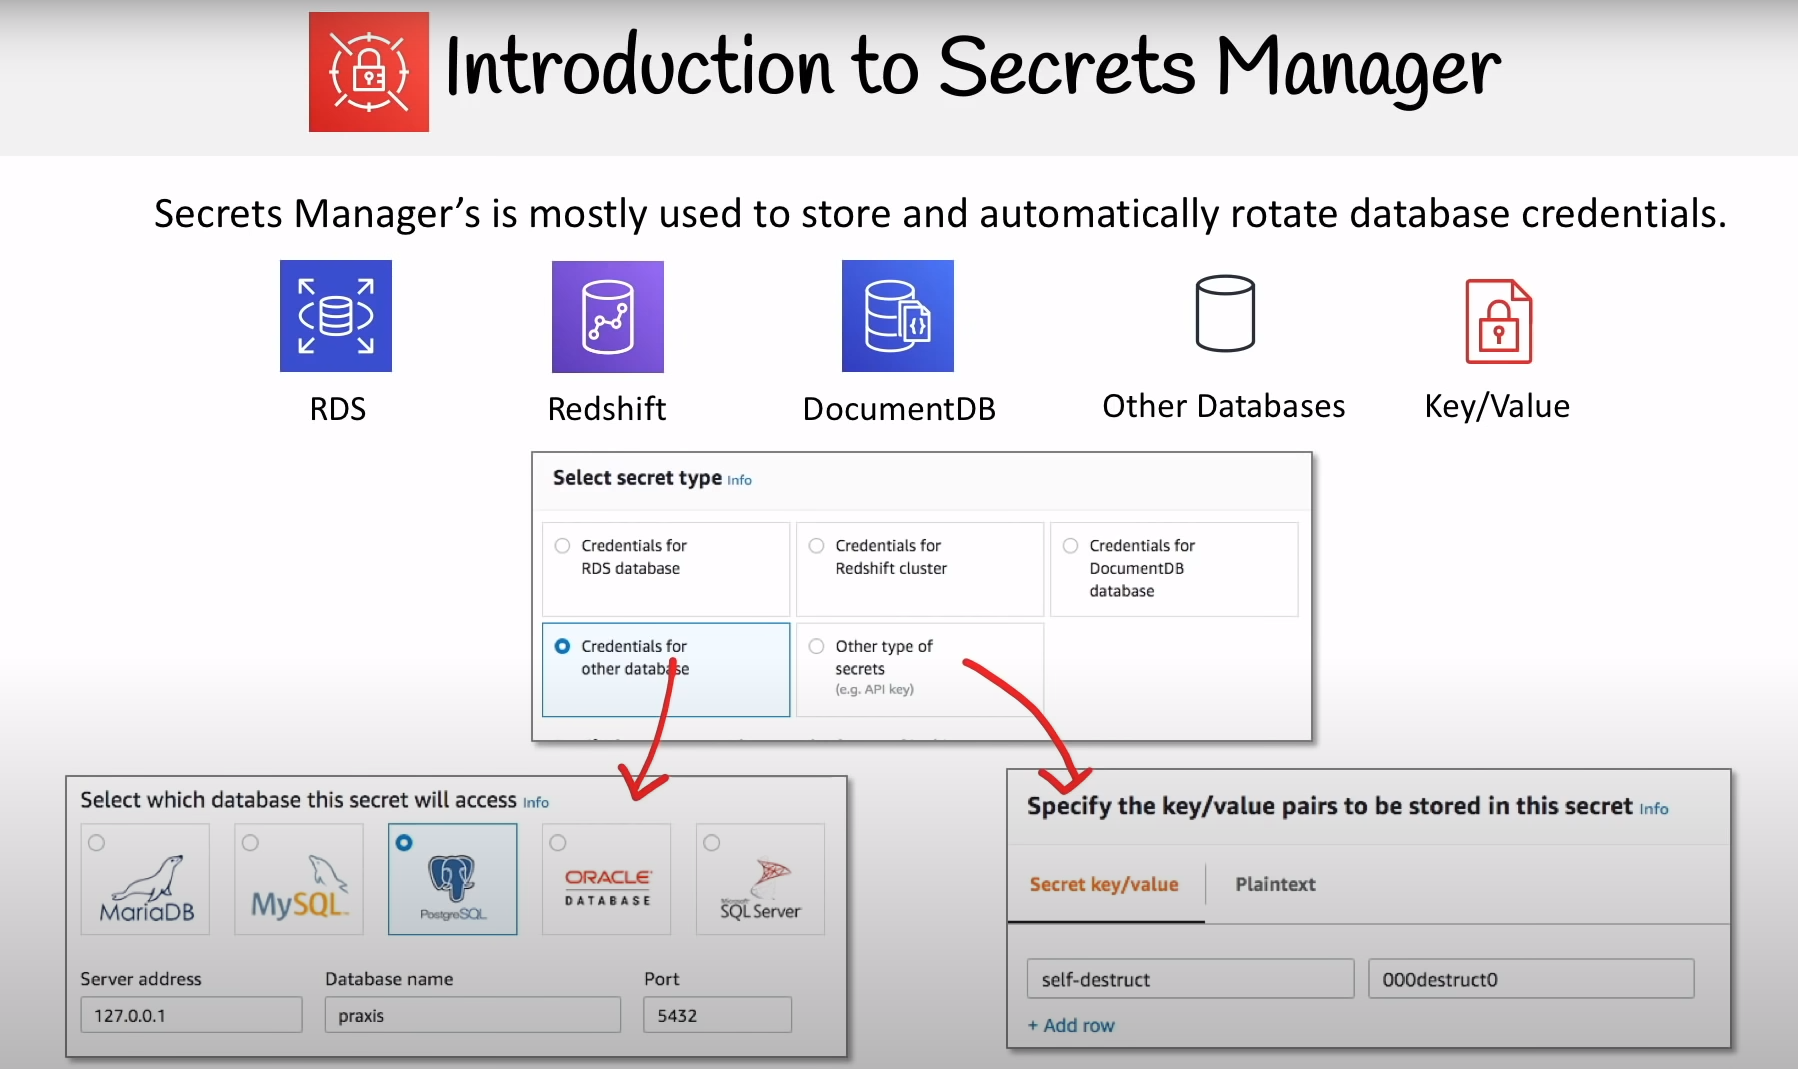 Introduction to Secrets Manager
Secrets Manager's is mostly used to store and automatically rotate database credentials.
RDS
Redshift
DocumentDB
Other Databases
Key/Value
Select secret type Info
Credentials for
RDS database
Credentials for
Redshift cluster
Credentials for
DocumentDB
database
Credentials for
other database
Other type of
secrets
(e.g. API key)
Select which database this secret will access Info
MariaDB
MySQL
PostgreSQL
ORACLE
DATABASE
Microsoft
SQL Server
Server address
Database name
Port
127.0.0.1
praxis
5432
Specify the key/value pairs to be stored in this secret Info
Secret key/value
Plaintext
self-destruct
000destruct0
+ Add row